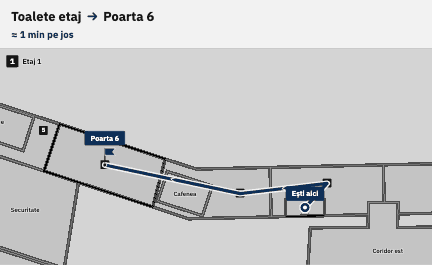 Toalete etaj → Poarta 6
≈ 1 min pe jos
1 Etaj 1
e
5
Poarta 6
Ești aici
Cafenea
Securitate
Coridor est